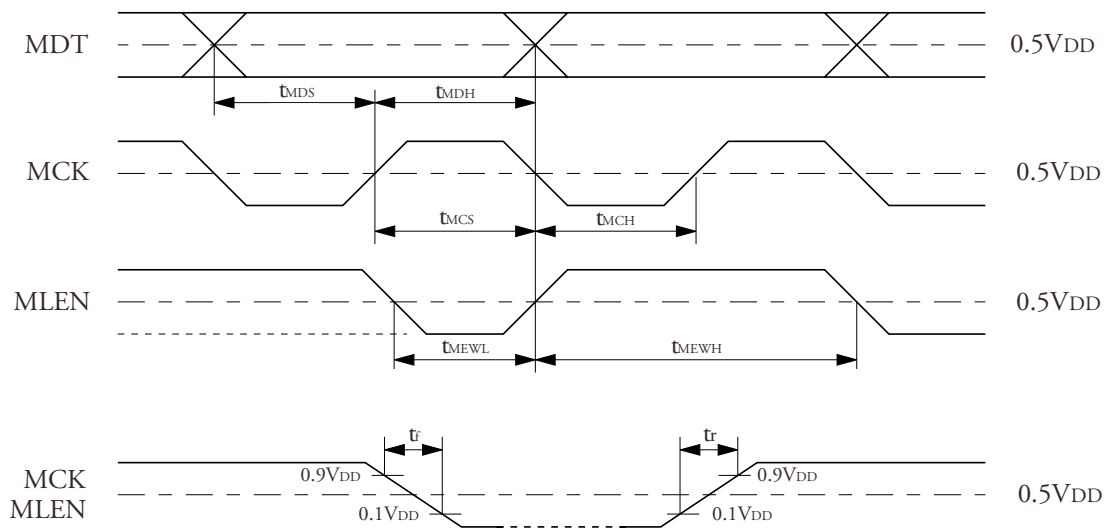 MDT
0.5VDD
tMDS
tMDH
MCK
0.5VDD
tMCS
tMCH
MLEN
0.5VDD
tMEWL
tMEWH
tf
tr
MCK
MLEN
0.9VDD
0.1VDD
0.9VDD
0.1VDD
0.5VDD